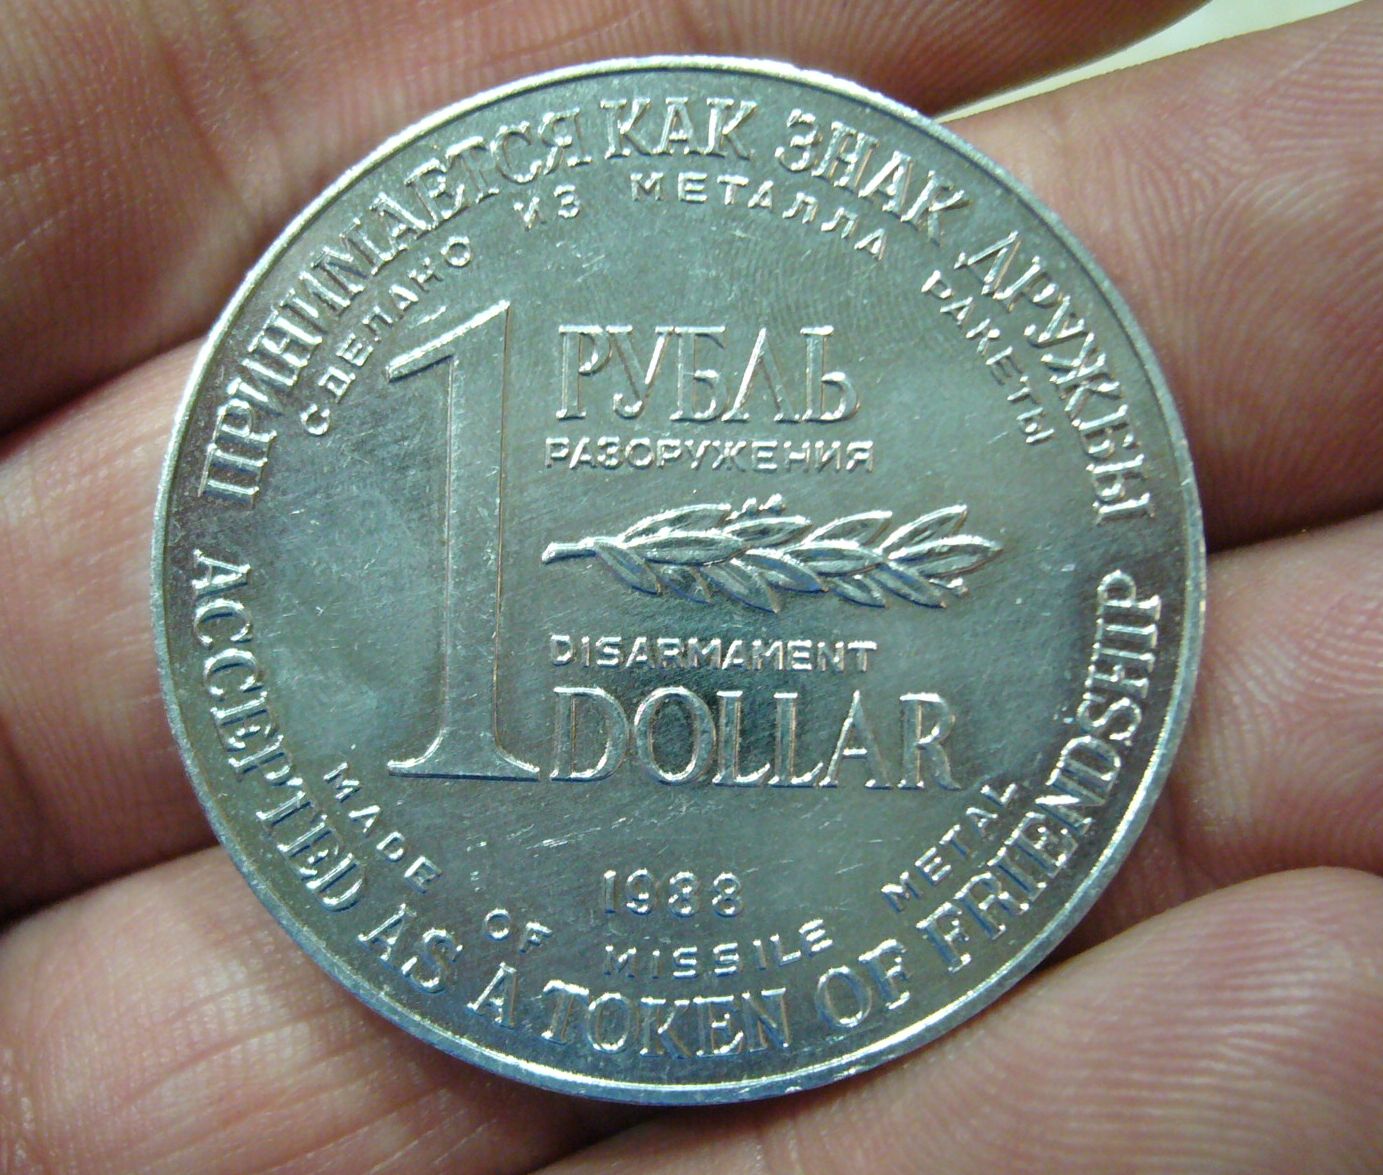 ПРИНИМАЕТСЯ КАК ЗНАК ДРУЖБЫ
СДЕЛАНО ИЗ МЕТАЛЛА РАКЕТЫ
1
РУБЛЬ
РАЗОРУЖЕНИЯ
DISARMAMENT
DOLLAR
1988
MADE OF MISSILE METAL
ACCEPTED AS A TOKEN OF FRIENDSHIP